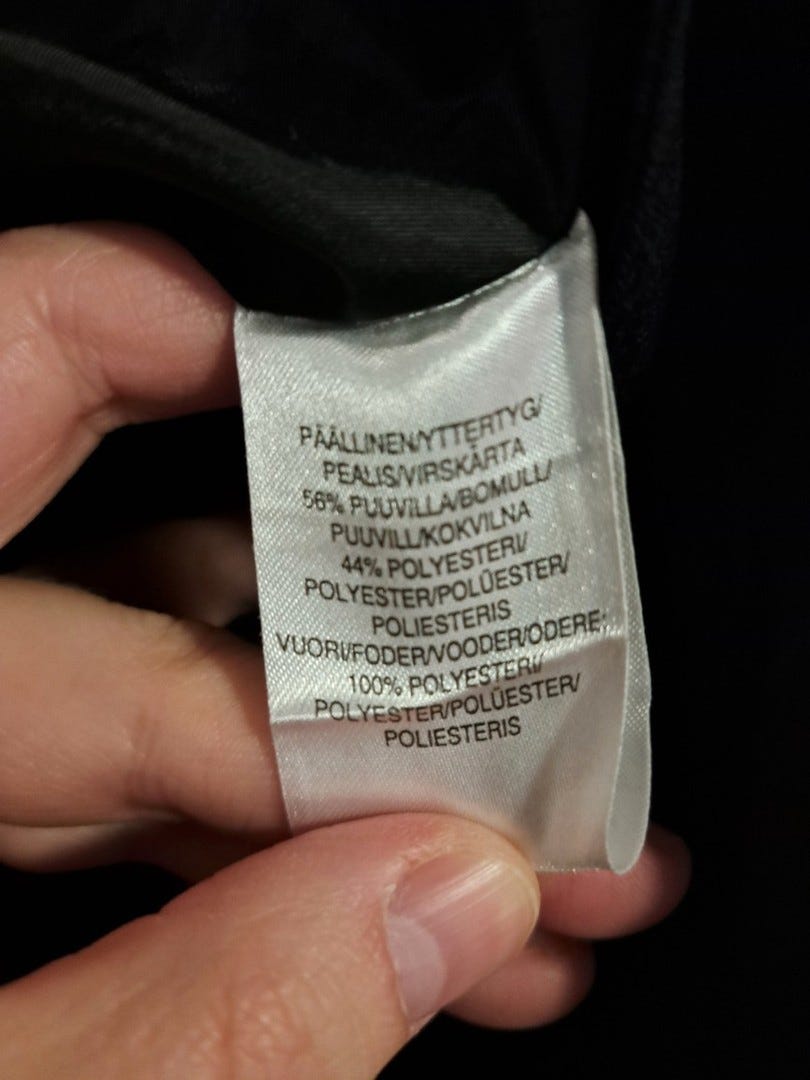 PÄÄLLINEN/YTTERTYG/
PEALIS/VIRSKĀRTA
56% PUUVILLA/BOMULL/
PUUVILL/KOKVILNA
44% POLYESTERI/
POLYESTER/POLÜESTER/
POLIESTERIS
VUORI/FODER/VOODER/ODERE:
100% POLYESTERI/
POLYESTER/POLÜESTER/
POLIESTERIS